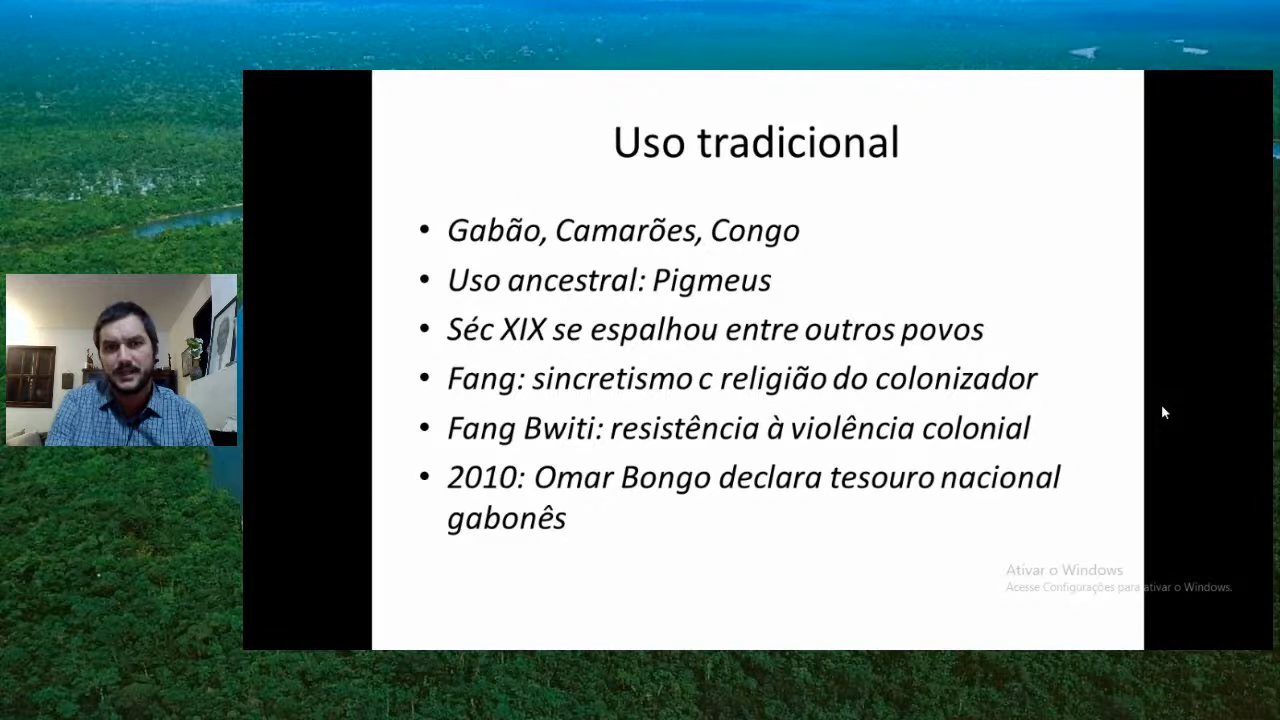 Uso tradicional
• Gabão, Camarões, Congo
• Uso ancestral: Pigmeus
• Séc XIX se espalhou entre outros povos
• Fang: sincretismo c religião do colonizador
• Fang Bwiti: resistência à violência colonial
• 2010: Omar Bongo declara tesouro nacional
gabonês
Ativar o Windows
Acesse Configurações para ativar o Windows.